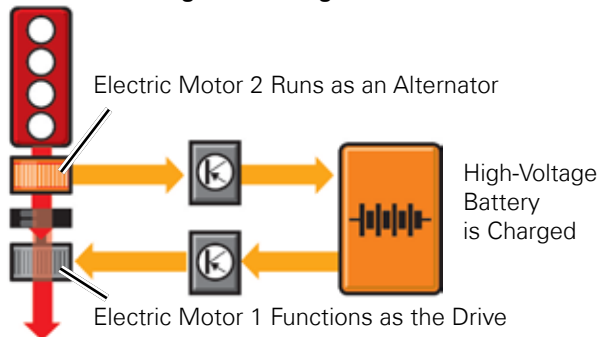 Electric Motor 2 Runs as an Alternator
High-Voltage
Battery
is Charged
Electric Motor 1 Functions as the Drive